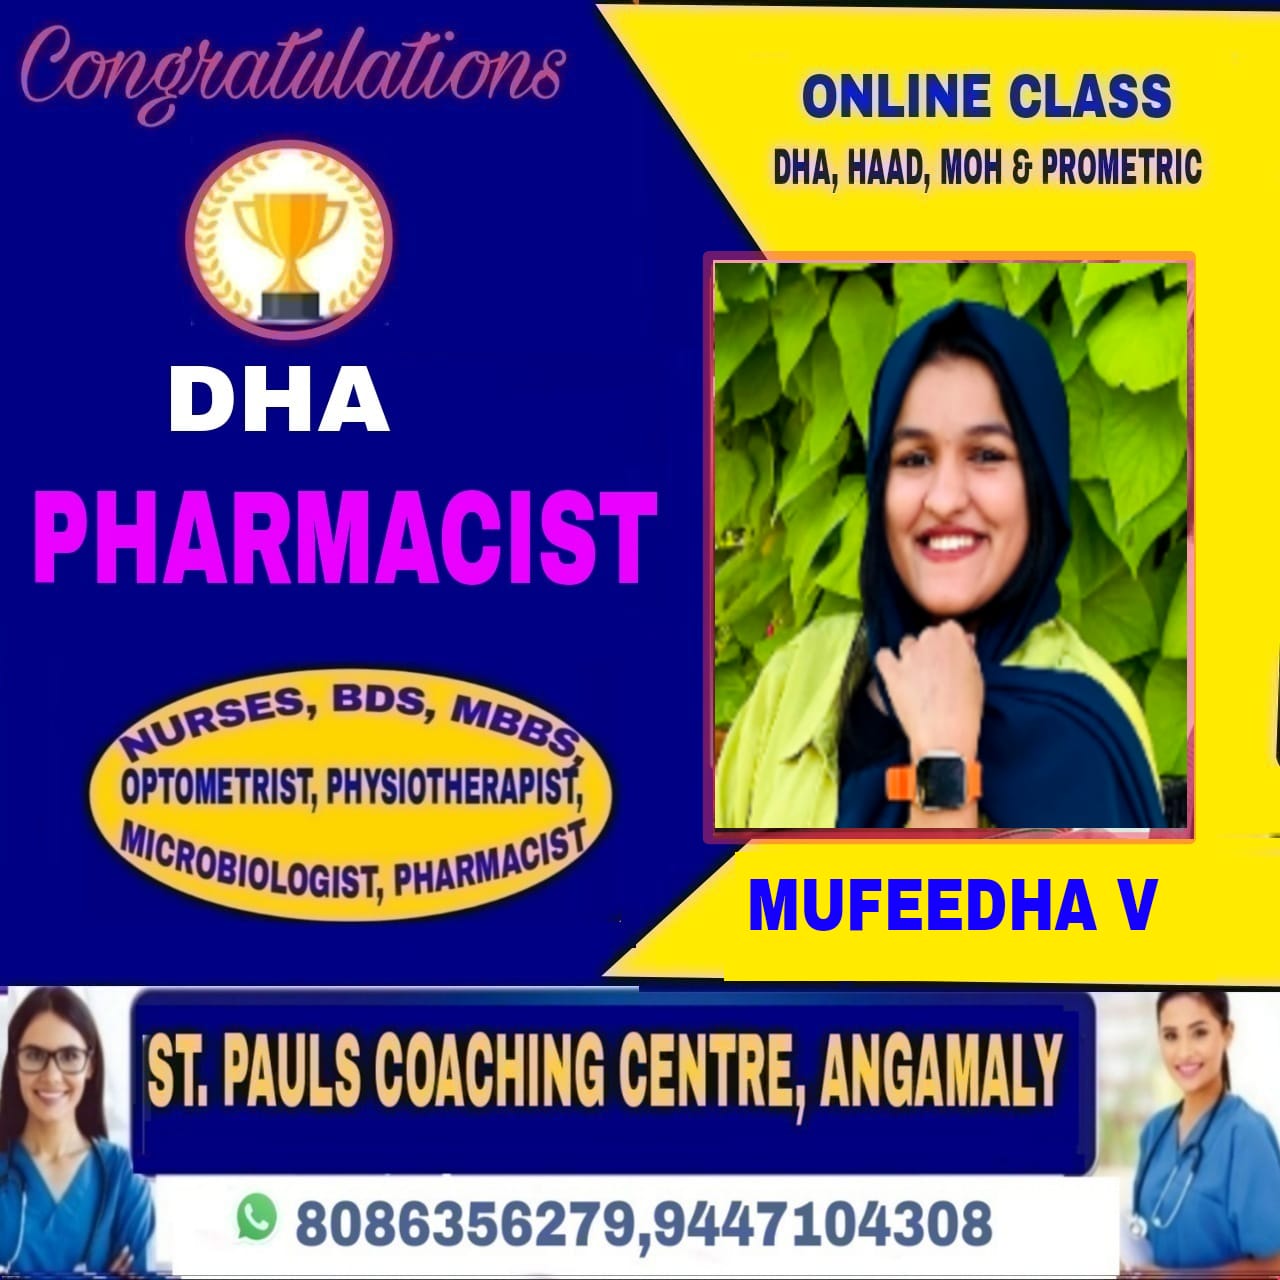 Congratulations
ONLINE CLASS
DHA, HAAD, MOH & PROMETRIC
DHA
PHARMACIST
NURSES, BDS, MBBS,
OPTOMETRIST, PHYSIOTHERAPIST,
MICROBIOLOGIST, PHARMACIST
MUFEEDHA V
ST. PAULS COACHING CENTRE, ANGAMALY
8086356279,9447104308